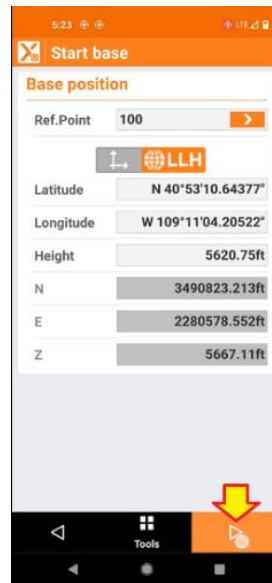 5:23 LTE
Start base
Base position
Ref.Point 100
LLH
Latitude N 40°53'10.64377"
Longitude W 109°11'04.20522"
Height 5620.75ft
N 3490823.213ft
E 2280578.552ft
Z 5667.11ft
Tools